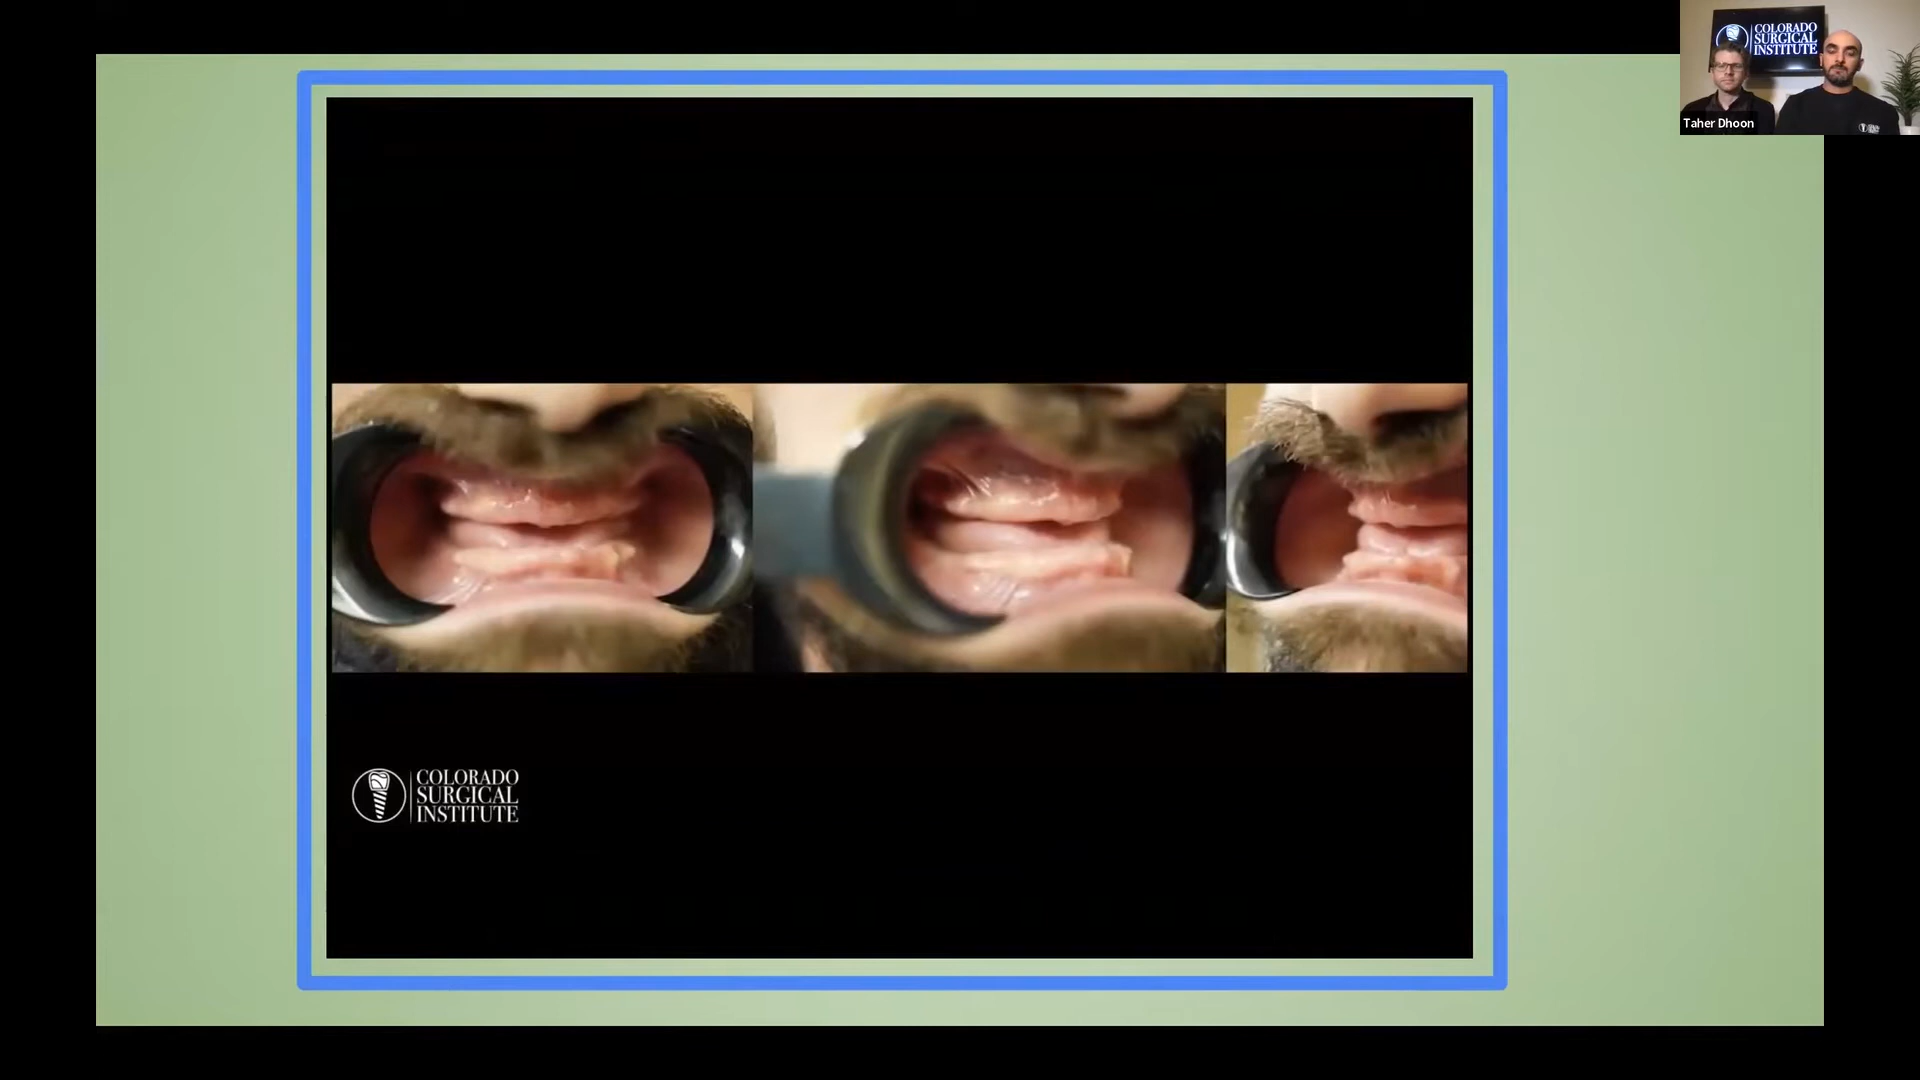 COLORADO
SURGICAL
INSTITUTE
Taher Dhoon
COLORADO
SURGICAL
INSTITUTE